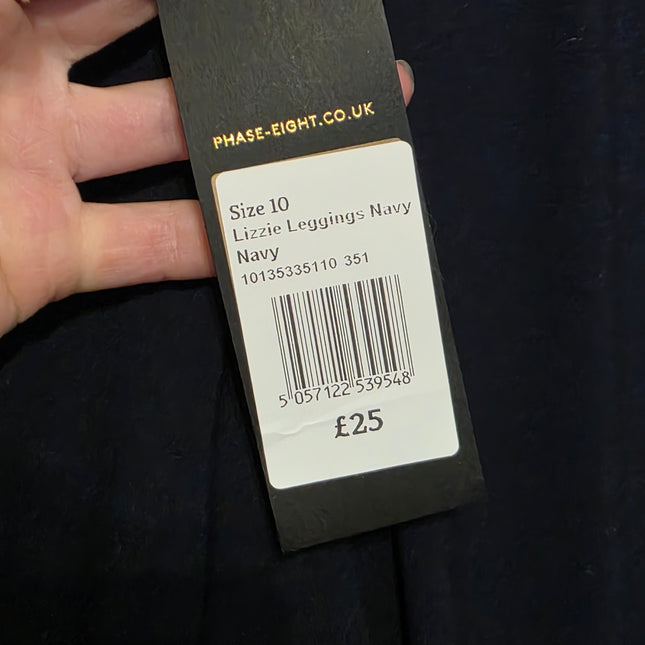 PHASE-EIGHT.CO.UK
Size 10
Lizzie Leggings Navy
Navy
10135335110 351
5 057122 539548
£25